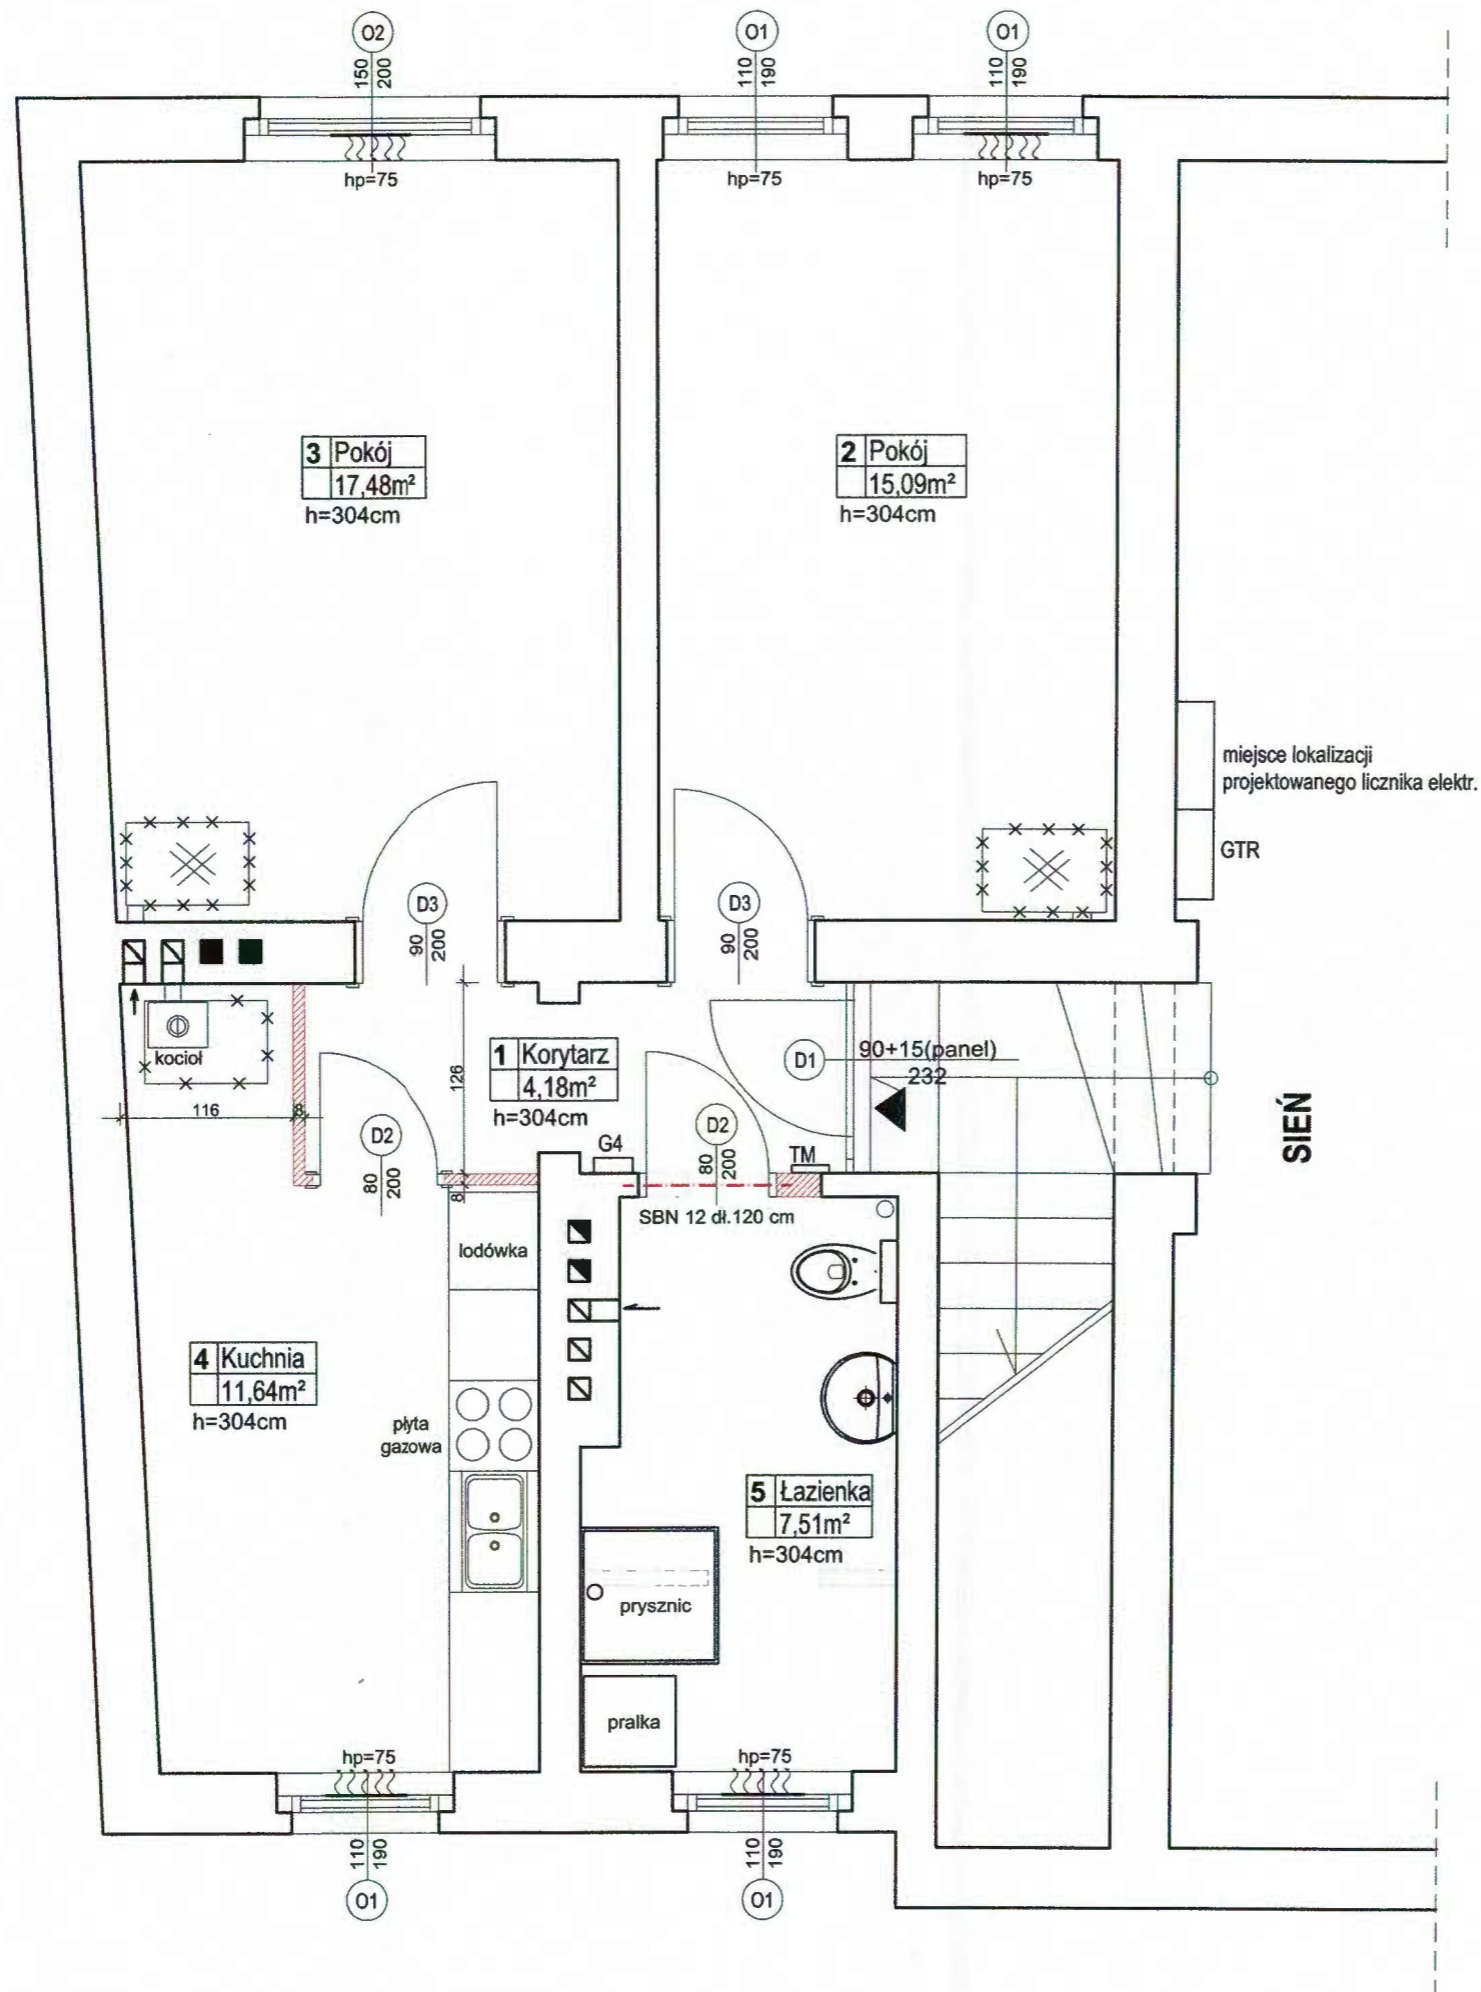 O2
O1
O1
150
200
110
190
110
190
hp=75
hp=75
hp=75
3 Pokój
17,48m²
h=304cm
2 Pokój
15,09m²
h=304cm
miejsce lokalizacji
projektowanego licznika elektr.
GTR
D3
90
200
D3
90
200
kocioł
116
8
126
1 Korytarz
4,18m²
h=304cm
D1
90+15(panel)
232
SIEŃ
D2
80
200
8
G4
D2
80
200
TM
SBN 12 dł.120 cm
lodówka
4 Kuchnia
11,64m²
h=304cm
płyta
gazowa
5 Łazienka
7,51m²
h=304cm
prysznic
pralka
hp=75
hp=75
110
190
110
190
O1
O1